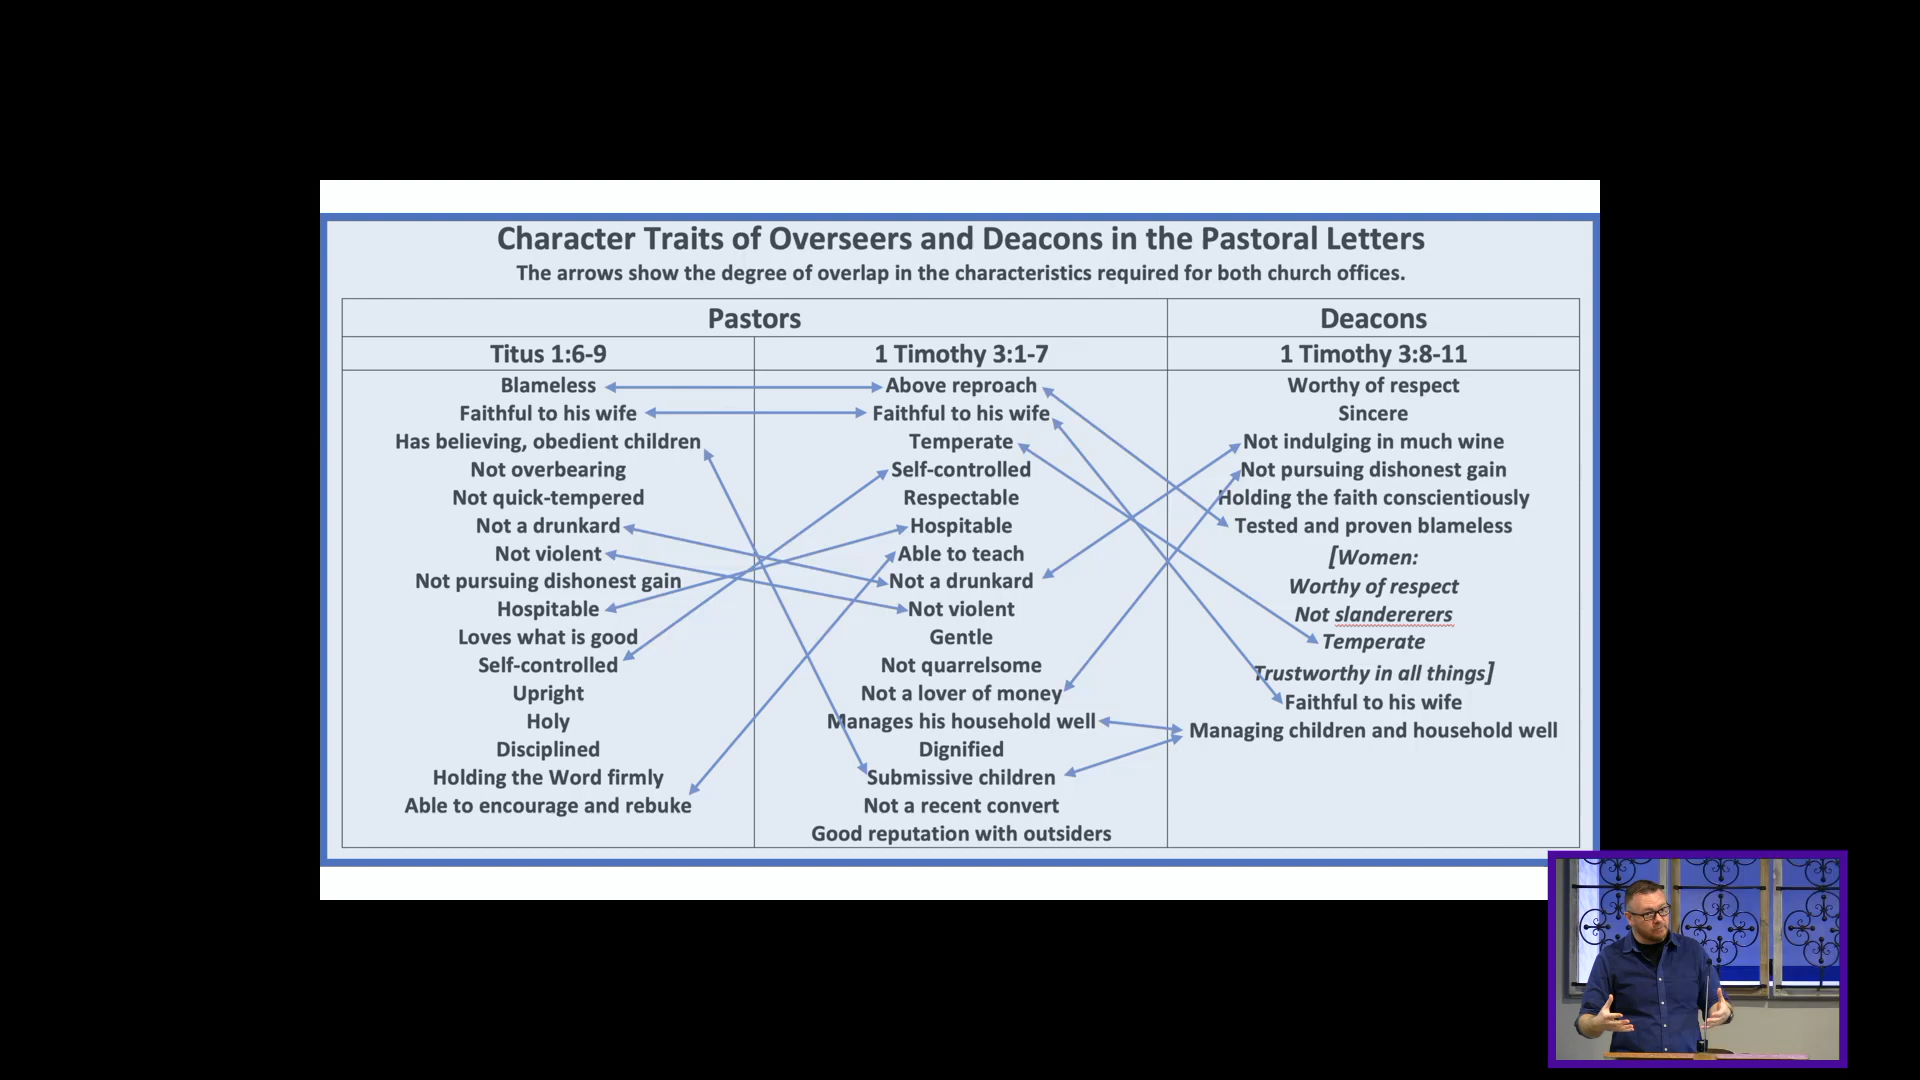 Character Traits of Overseers and Deacons in the Pastoral Letters
The arrows show the degree of overlap in the characteristics required for both church offices.
Pastors
Deacons
Titus 1:6-9
1 Timothy 3:1-7
1 Timothy 3:8-11
Blameless
Faithful to his wife
Has believing, obedient children
Not overbearing
Not quick-tempered
Not a drunkard
Not violent
Not pursuing dishonest gain
Hospitable
Loves what is good
Self-controlled
Upright
Holy
Disciplined
Holding the Word firmly
Able to encourage and rebuke
Above reproach
Faithful to his wife
Temperate
Self-controlled
Respectable
Hospitable
Able to teach
Not a drunkard
Not violent
Gentle
Not quarrelsome
Not a lover of money
Manages his household well
Dignified
Submissive children
Not a recent convert
Good reputation with outsiders
Worthy of respect
Sincere
Not indulging in much wine
Not pursuing dishonest gain
Holding the faith conscientiously
Tested and proven blameless
[Women:
Worthy of respect
Not slandererers
Temperate
Trustworthy in all things]
Faithful to his wife
Managing children and household well